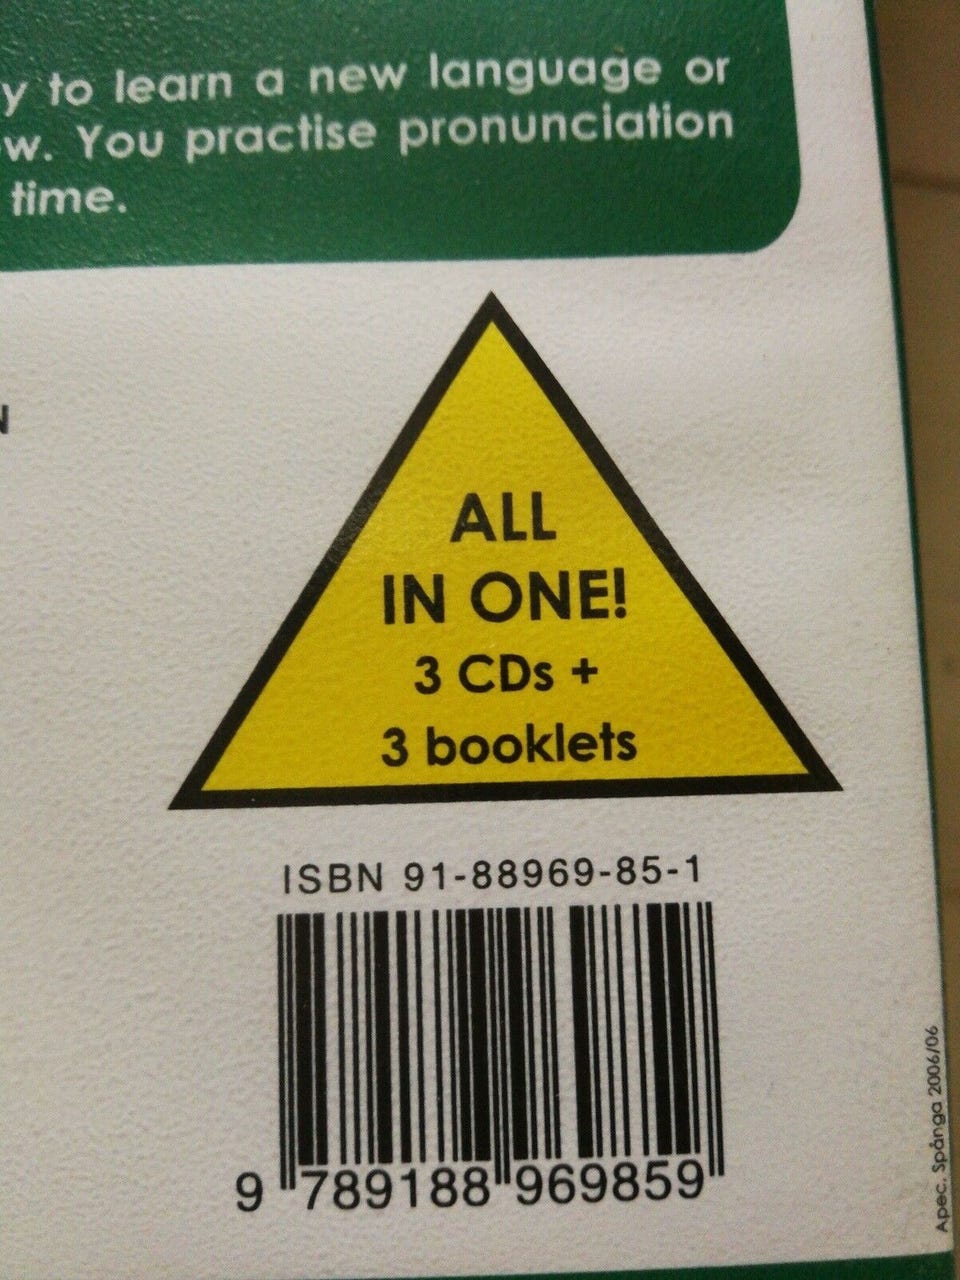 y to learn a new language or
w. You practise pronunciation
time.
N
ALL
IN ONE!
3 CDs +
3 booklets
ISBN 91-88969-85-1
9 789188 969859
Apec, Spånga 2006/06